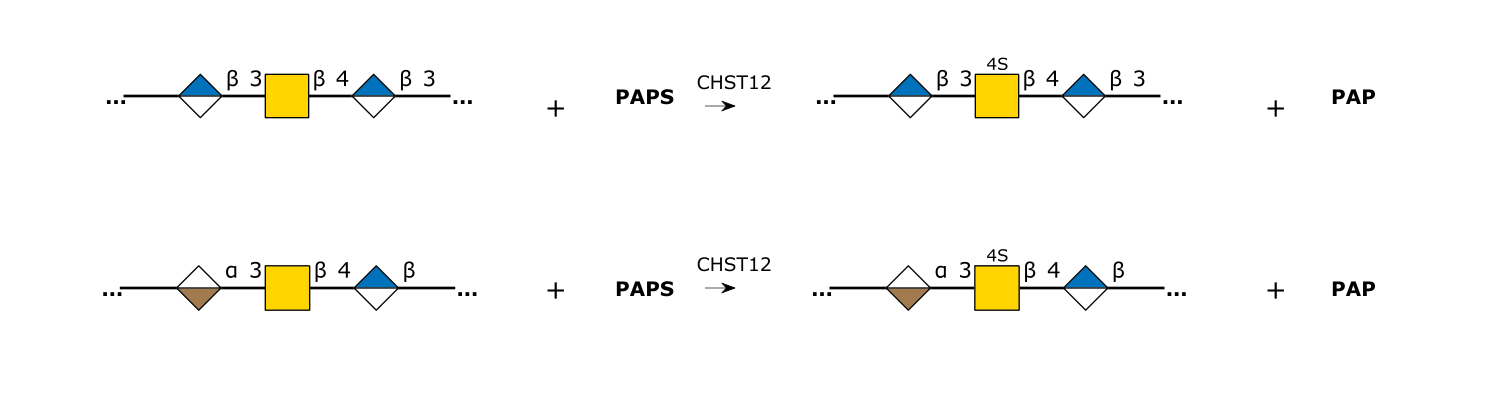 ... β 3 β 4 β 3 ... + PAPS CHST12 ... β 3 4S β 4 β 3 ... + PAP
... α 3 β 4 β ... + PAPS CHST12 ... α 3 4S β 4 β ... + PAP